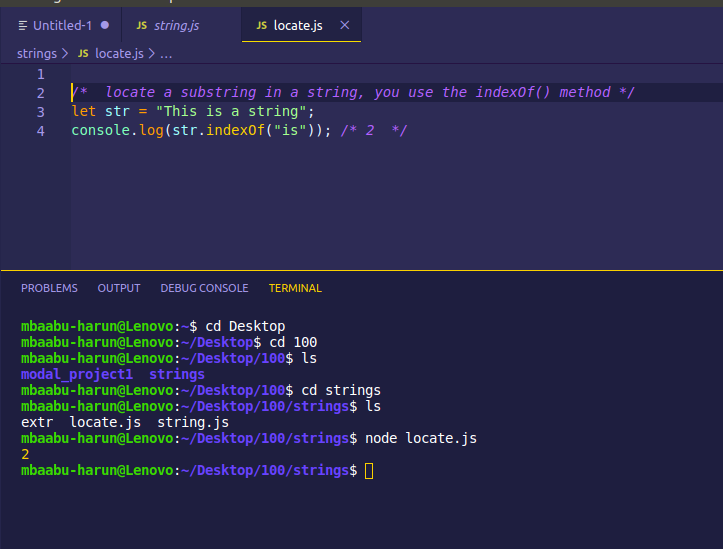 Untitled-1
JS string.js
JS locate.js
strings > JS locate.js > ...
1
2 /*  locate a substring in a string, you use the indexOf() method */
3 let str = "This is a string";
4 console.log(str.indexOf("is")); /* 2  */
PROBLEMS OUTPUT DEBUG CONSOLE TERMINAL
mbaabu-harun@Lenovo:~$ cd Desktop
mbaabu-harun@Lenovo:~/Desktop$ cd 100
mbaabu-harun@Lenovo:~/Desktop/100$ ls
modal_project1  strings
mbaabu-harun@Lenovo:~/Desktop/100$ cd strings
mbaabu-harun@Lenovo:~/Desktop/100/strings$ ls
extr  locate.js  string.js
mbaabu-harun@Lenovo:~/Desktop/100/strings$ node locate.js
2
mbaabu-harun@Lenovo:~/Desktop/100/strings$